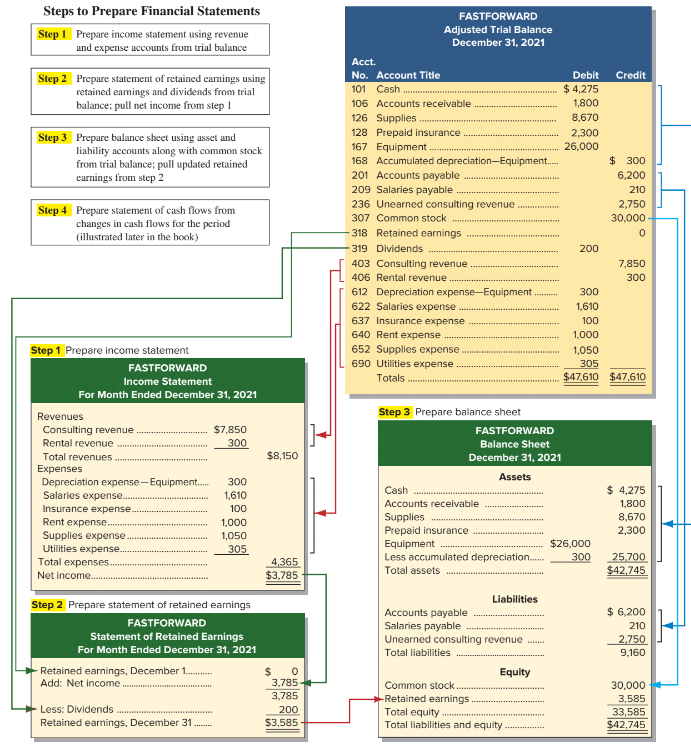 Steps to Prepare Financial Statements
Step 1 Prepare income statement using revenue
and expense accounts from trial balance
Step 2 Prepare statement of retained earnings using
retained earnings and dividends from trial
balance; pull net income from step 1
Step 3 Prepare balance sheet using asset and
liability accounts along with common stock
from trial balance; pull updated retained
earnings from step 2
Step 4 Prepare statement of cash flows from
changes in cash flows for the period
(illustrated later in the book)
FASTFORWARD
Adjusted Trial Balance
December 31, 2021
Acct.
No. Account Title Debit Credit
101 Cash $ 4,275
106 Accounts receivable 1,800
126 Supplies 8,670
128 Prepaid insurance 2,300
167 Equipment 26,000
168 Accumulated depreciation—Equipment $ 300
201 Accounts payable 6,200
209 Salaries payable 210
236 Unearned consulting revenue 2,750
307 Common stock 30,000
318 Retained earnings 0
319 Dividends 200
403 Consulting revenue 7,850
406 Rental revenue 300
612 Depreciation expense—Equipment 300
622 Salaries expense 1,610
637 Insurance expense 100
640 Rent expense 1,000
652 Supplies expense 1,050
690 Utilities expense 305
Totals $47,610 $47,610
Step 1 Prepare income statement
FASTFORWARD
Income Statement
For Month Ended December 31, 2021
Revenues
Consulting revenue $7,850
Rental revenue 300
Total revenues $8,150
Expenses
Depreciation expense—Equipment 300
Salaries expense 1,610
Insurance expense 100
Rent expense 1,000
Supplies expense 1,050
Utilities expense 305
Total expenses 4,365
Net income $3,785
Step 2 Prepare statement of retained earnings
FASTFORWARD
Statement of Retained Earnings
For Month Ended December 31, 2021
Retained earnings, December 1 $ 0
Add: Net income 3,785
3,785
Less: Dividends 200
Retained earnings, December 31 $3,585
Step 3 Prepare balance sheet
FASTFORWARD
Balance Sheet
December 31, 2021
Assets
Cash $ 4,275
Accounts receivable 1,800
Supplies 8,670
Prepaid insurance 2,300
Equipment $26,000
Less accumulated depreciation 300 25,700
Total assets $42,745
Liabilities
Accounts payable $ 6,200
Salaries payable 210
Unearned consulting revenue 2,750
Total liabilities 9,160
Equity
Common stock 30,000
Retained earnings 3,585
Total equity 33,585
Total liabilities and equity $42,745